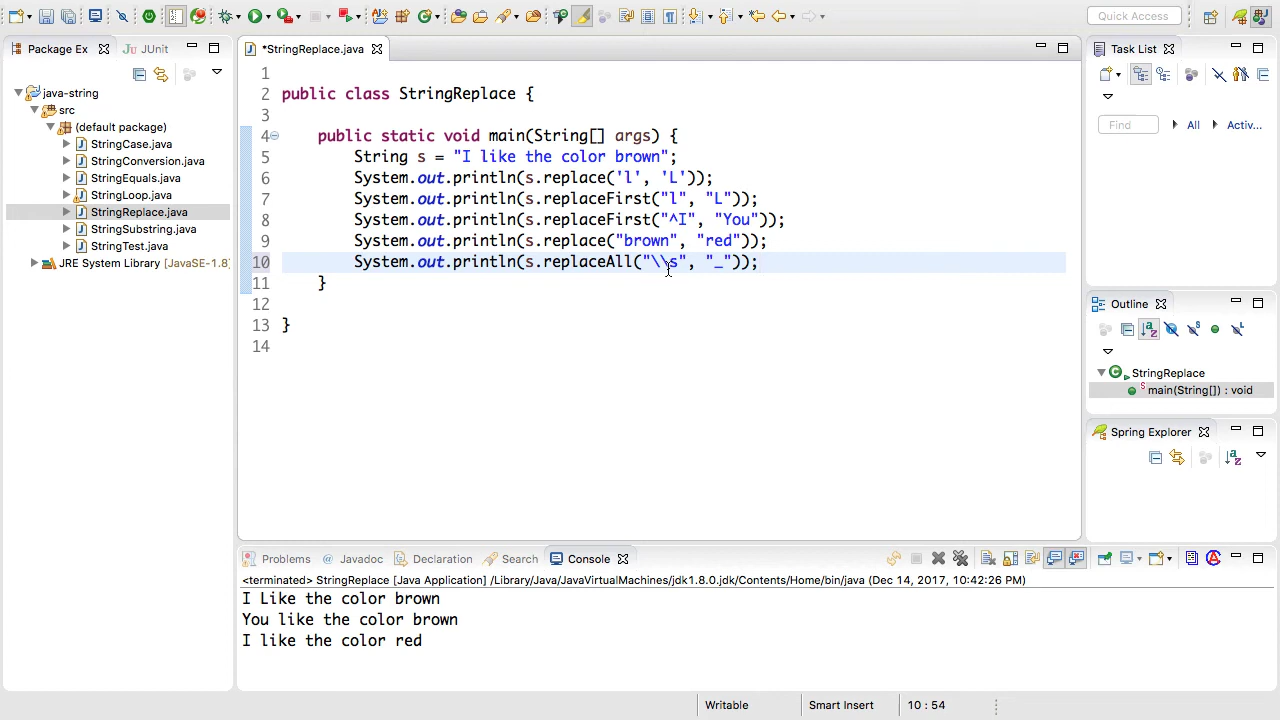 Quick Access
Package Ex
JUnit
*StringReplace.java
Task List
java-string
src
(default package)
StringCase.java
StringConversion.java
StringEquals.java
StringLoop.java
StringReplace.java
StringSubstring.java
StringTest.java
JRE System Library [JavaSE-1.8]
1
2 public class StringReplace {
3
4 public static void main(String[] args) {
5 String s = "I like the color brown";
6 System.out.println(s.replace('l', 'L'));
7 System.out.println(s.replaceFirst("l", "L"));
8 System.out.println(s.replaceFirst("^I", "You"));
9 System.out.println(s.replace("brown", "red"));
10 System.out.println(s.replaceAll("\\s", "_"));
11 }
12
13 }
14
Find
All
Activ...
Outline
StringReplace
main(String[]) : void
Spring Explorer
Problems
Javadoc
Declaration
Search
Console
<terminated> StringReplace [Java Application] /Library/Java/JavaVirtualMachines/jdk1.8.0.jdk/Contents/Home/bin/java (Dec 14, 2017, 10:42:26 PM)
I Like the color brown
You like the color brown
I like the color red
Writable
Smart Insert
10 : 54